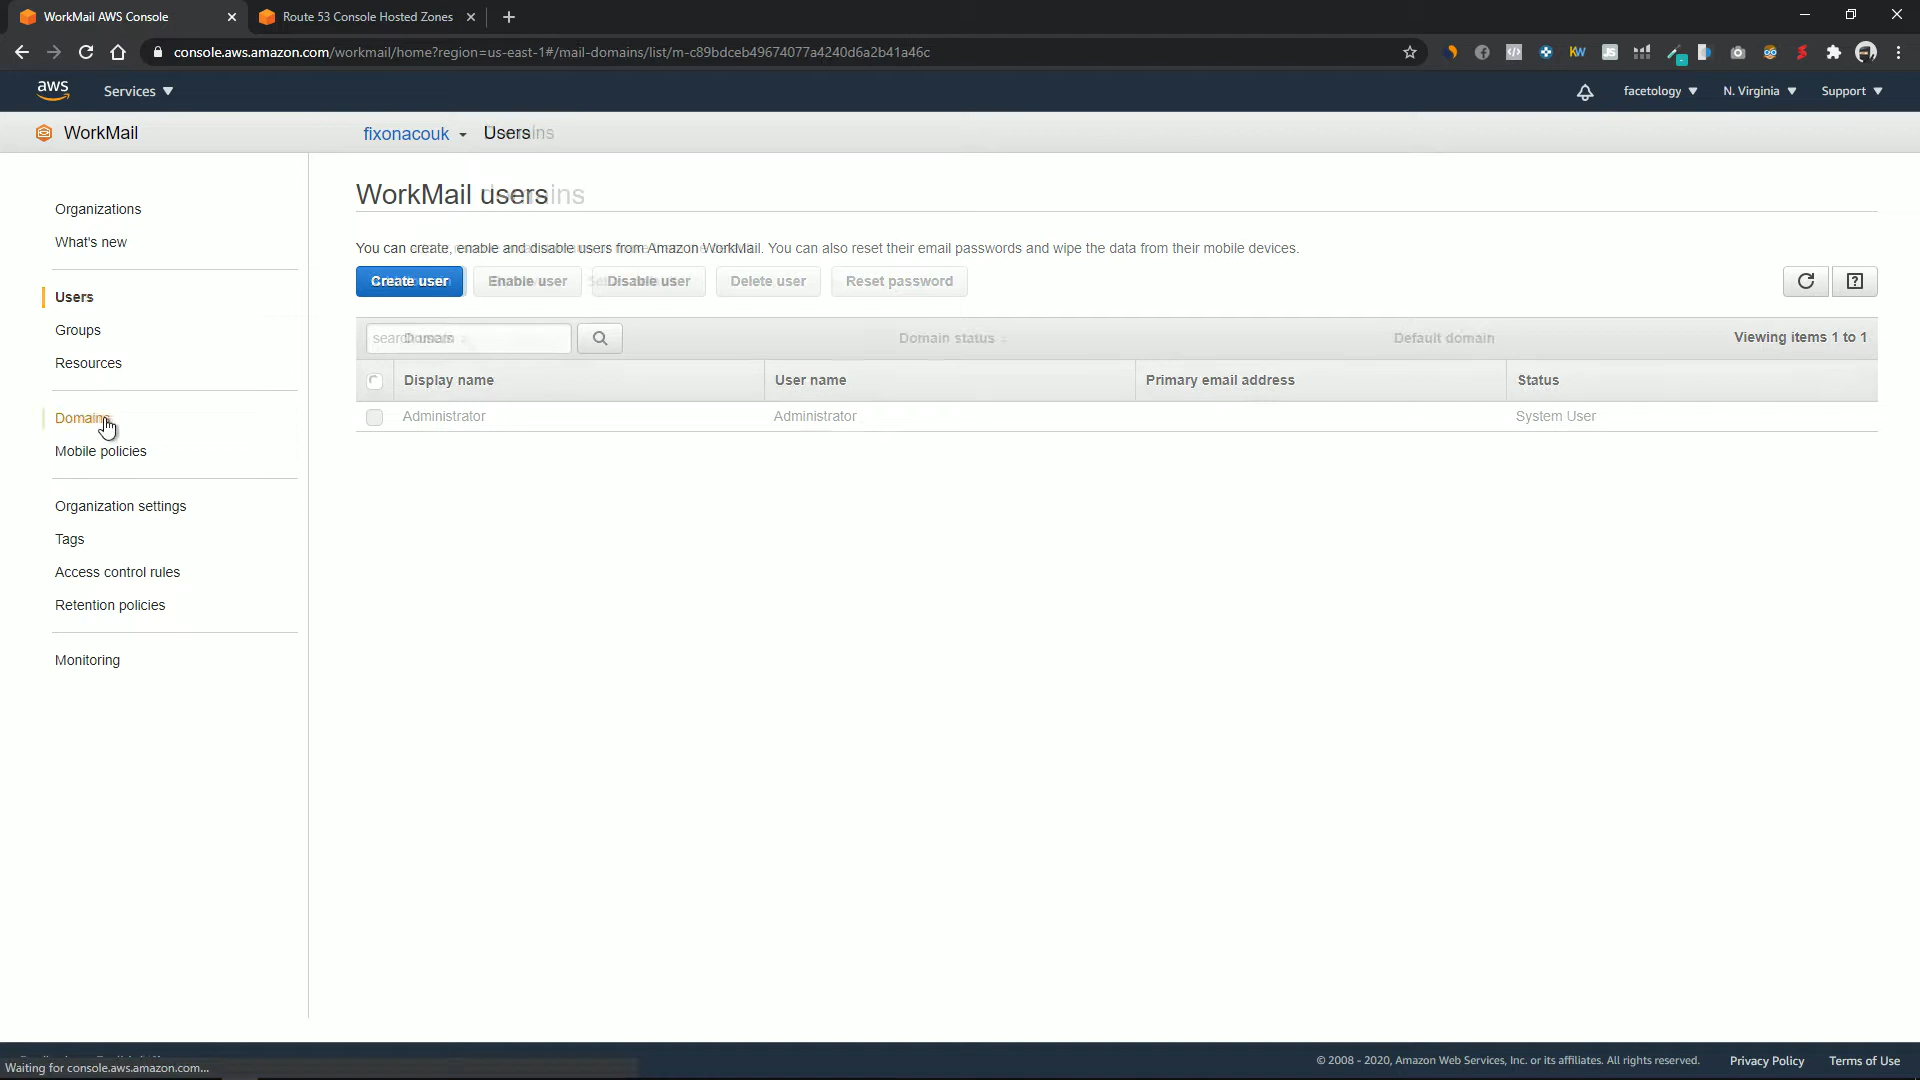 WorkMail AWS Console
Route 53 Console Hosted Zones
console.aws.amazon.com/workmail/home?region=us-east-1#/mail-domains/list/m-c89bdceb49674077a4240d6a2b41a46c
KW
JS
aws
Services
facetology
N. Virginia
Support
WorkMail
fixonacouk
Users
Organizations
What's new
Users
Groups
Resources
Domains
Mobile policies
Organization settings
Tags
Access control rules
Retention policies
Monitoring
WorkMail users
You can create, enable and disable users from Amazon WorkMail. You can also reset their email passwords and wipe the data from their mobile devices.
Create user
Enable user
Disable user
Delete user
Reset password
Domain
Domain status
Default domain
Viewing items 1 to 1
Display name
User name
Primary email address
Status
Administrator
Administrator
System User
Waiting for console.aws.amazon.com...
© 2008 - 2020, Amazon Web Services, Inc. or its affiliates. All rights reserved.
Privacy Policy
Terms of Use